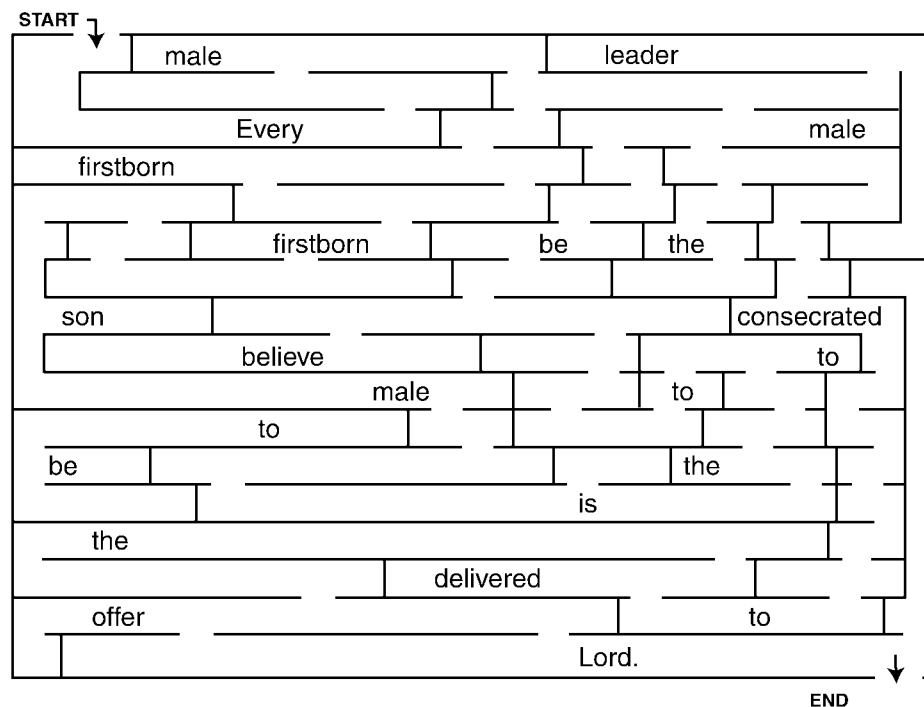 START
male leader
Every male
firstborn
firstborn be the
son consecrated
believe to
male to
to
be the
is
the
delivered
offer to
Lord.
END